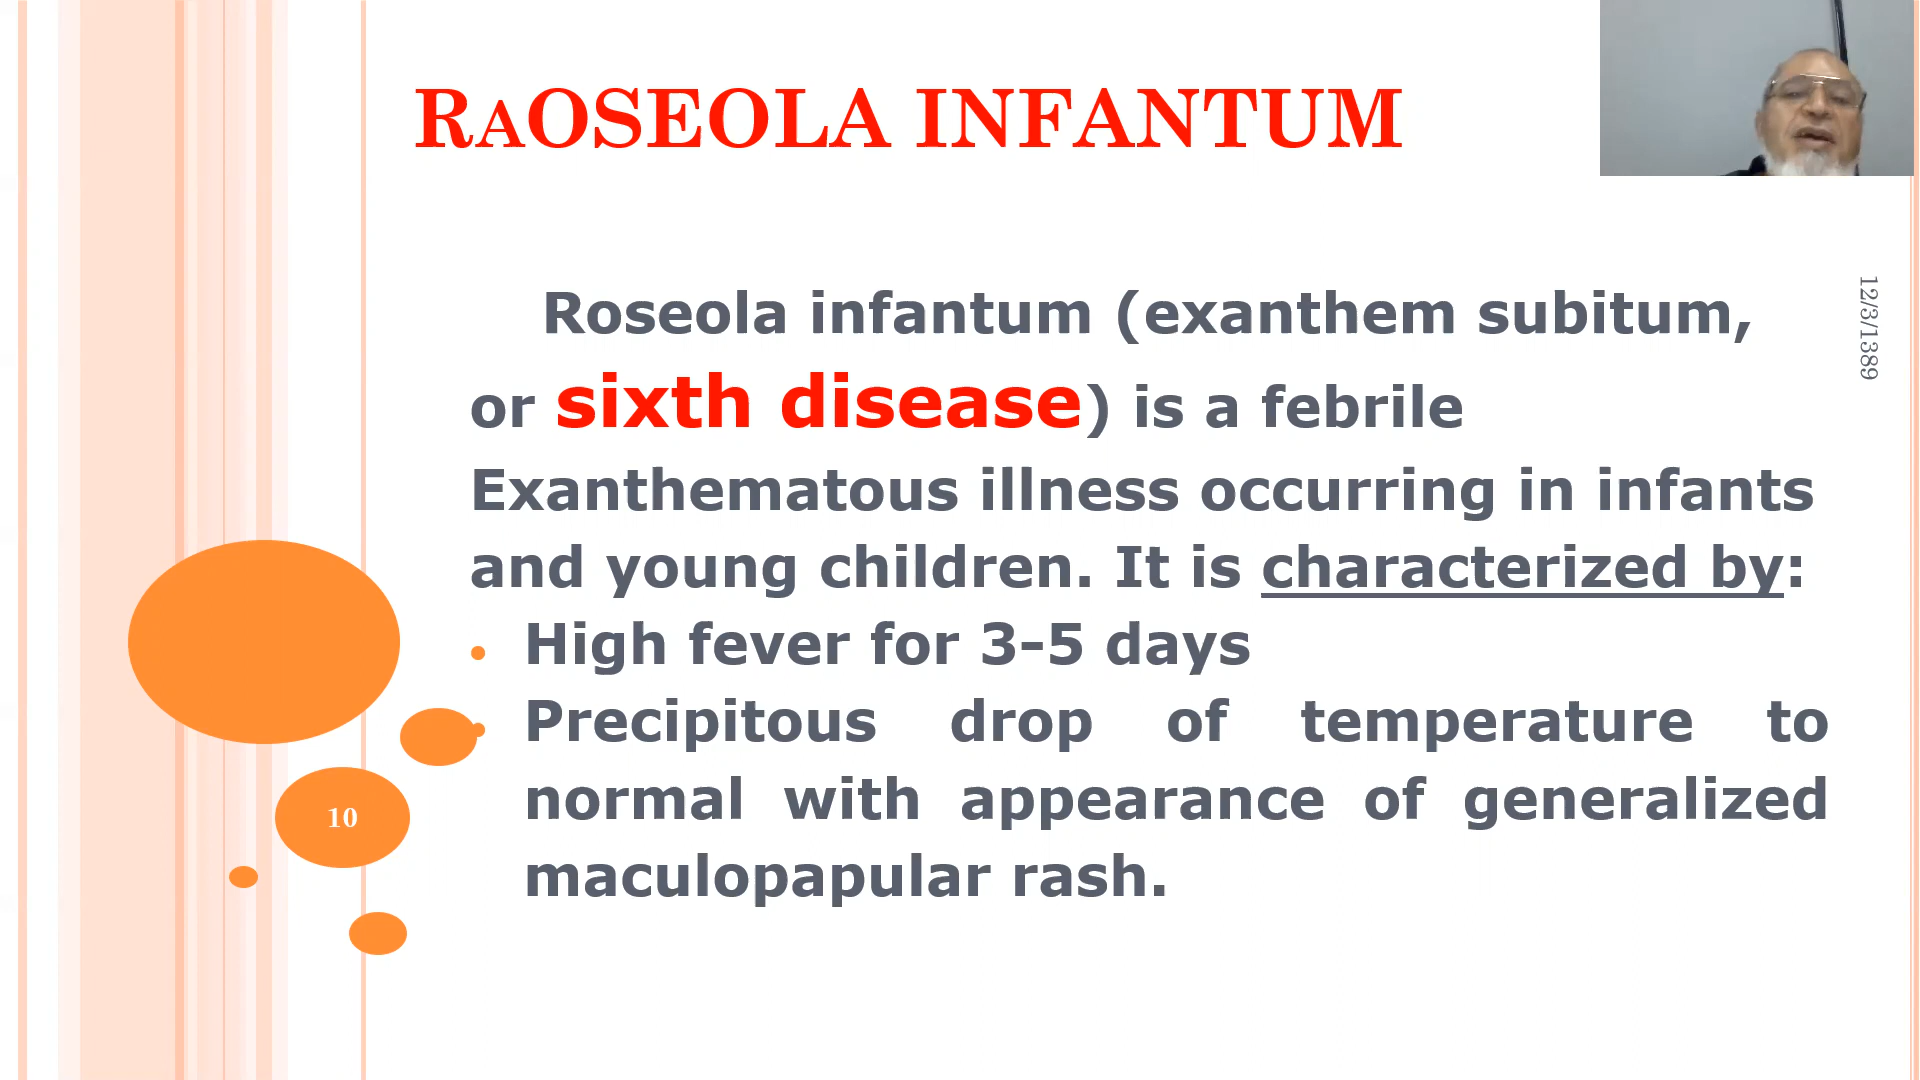 RaOSEOLA INFANTUM
Roseola infantum (exanthem subitum,
or sixth disease) is a febrile
Exanthematous illness occurring in infants
and young children. It is characterized by:
• High fever for 3-5 days
• Precipitous drop of temperature to
normal with appearance of generalized
maculopapular rash.
12/3/1389
10